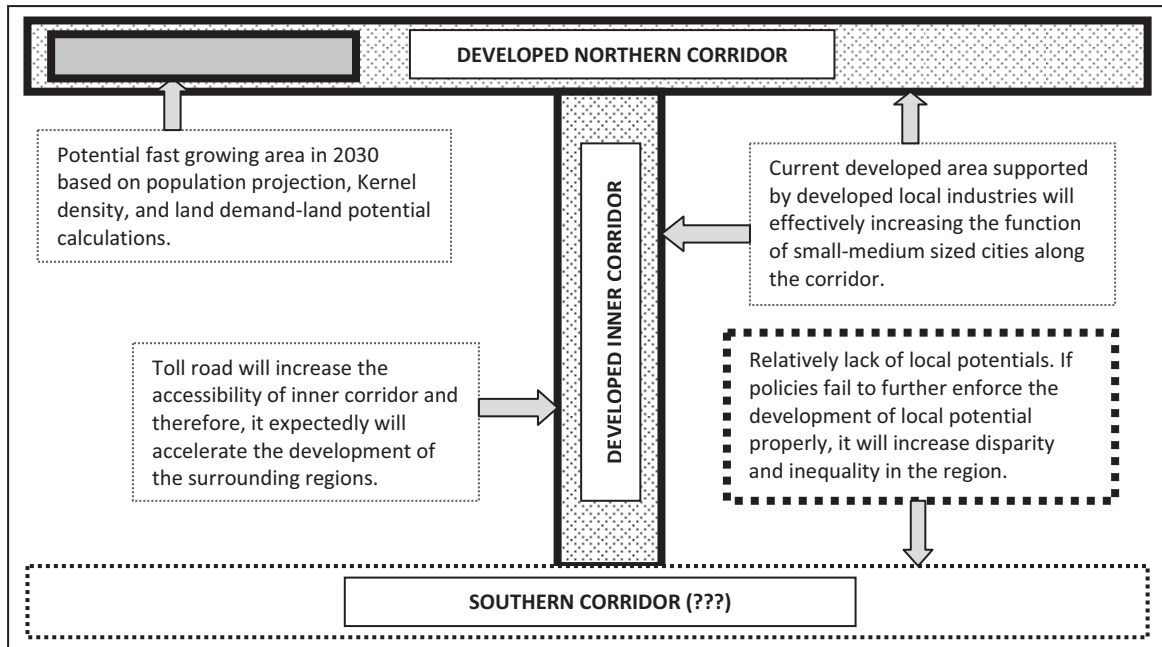 DEVELOPED NORTHERN CORRIDOR
Potential fast growing area in 2030
based on population projection, Kernel
density, and land demand-land potential
calculations.
Current developed area supported
by developed local industries will
effectively increasing the function
of small-medium sized cities along
the corridor.
DEVELOPED INNER CORRIDOR
Toll road will increase the
accessibility of inner corridor and
therefore, it expectedly will
accelerate the development of
the surrounding regions.
Relatively lack of local potentials. If
policies fail to further enforce the
development of local potential
properly, it will increase disparity
and inequality in the region.
SOUTHERN CORRIDOR (???)